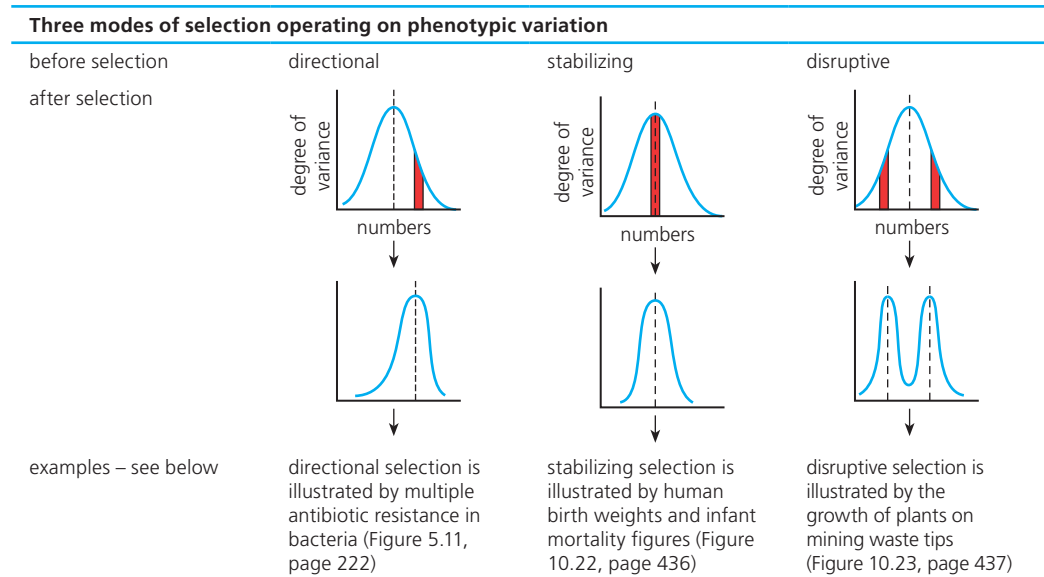 Three modes of selection operating on phenotypic variation
before selection
directional
stabilizing
disruptive
after selection
degree of
variance
numbers
degree of
variance
numbers
degree of
variance
numbers
examples – see below
directional selection is
illustrated by multiple
antibiotic resistance in
bacteria (Figure 5.11,
page 222)
stabilizing selection is
illustrated by human
birth weights and infant
mortality figures (Figure
10.22, page 436)
disruptive selection is
illustrated by the
growth of plants on
mining waste tips
(Figure 10.23, page 437)